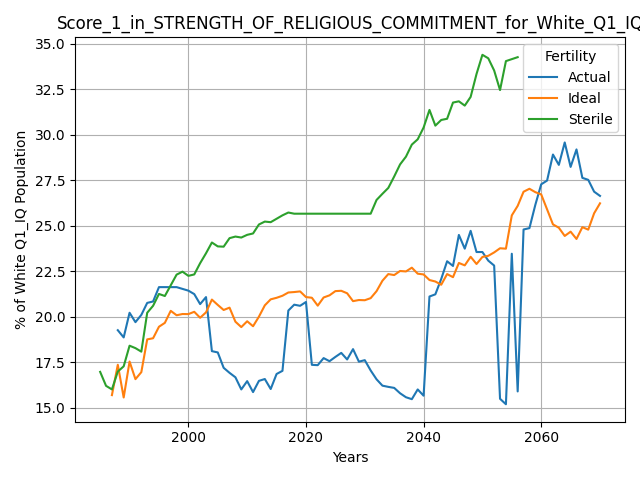 Score_1_in_STRENGTH_OF_RELIGIOUS_COMMITMENT_for_White_Q1_IQ
35.0
32.5
30.0
27.5
25.0
22.5
20.0
17.5
15.0
% of White Q1_IQ Population
Fertility
Actual
Ideal
Sterile
2000 2020 2040 2060
Years